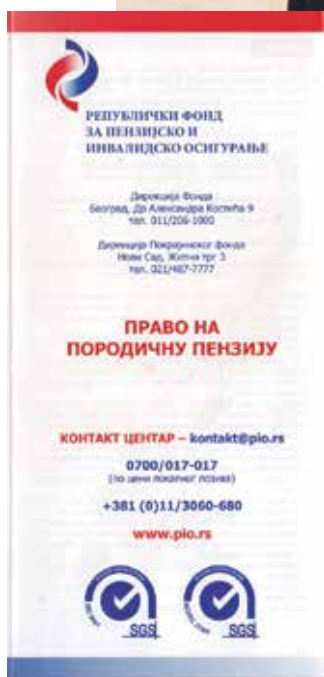 РЕПУБЛИЧКИ ФОНД
ЗА ПЕНЗИЈСКО И
ИНВАЛИДСКО ОСИГУРАЊЕ
Дирекција Фонда
Београд, Др Александра Костића 9
тел. 011/206-1000
Дирекција Покрајинског фонда
Нови Сад, Житни трг 3
тел. 021/487-7777
ПРАВО НА
ПОРОДИЧНУ ПЕНЗИЈУ
КОНТАКТ ЦЕНТАР – kontakt@pio.rs
0700/017-017
(по цени локалног позива)
+381 (0)11/3060-680
www.pio.rs
SGS SGS